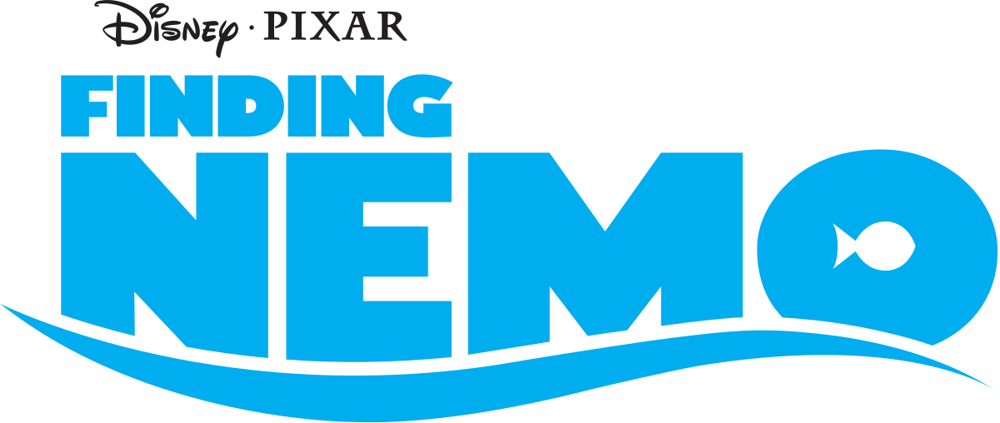 Disney · PIXAR
FINDING
NEMO